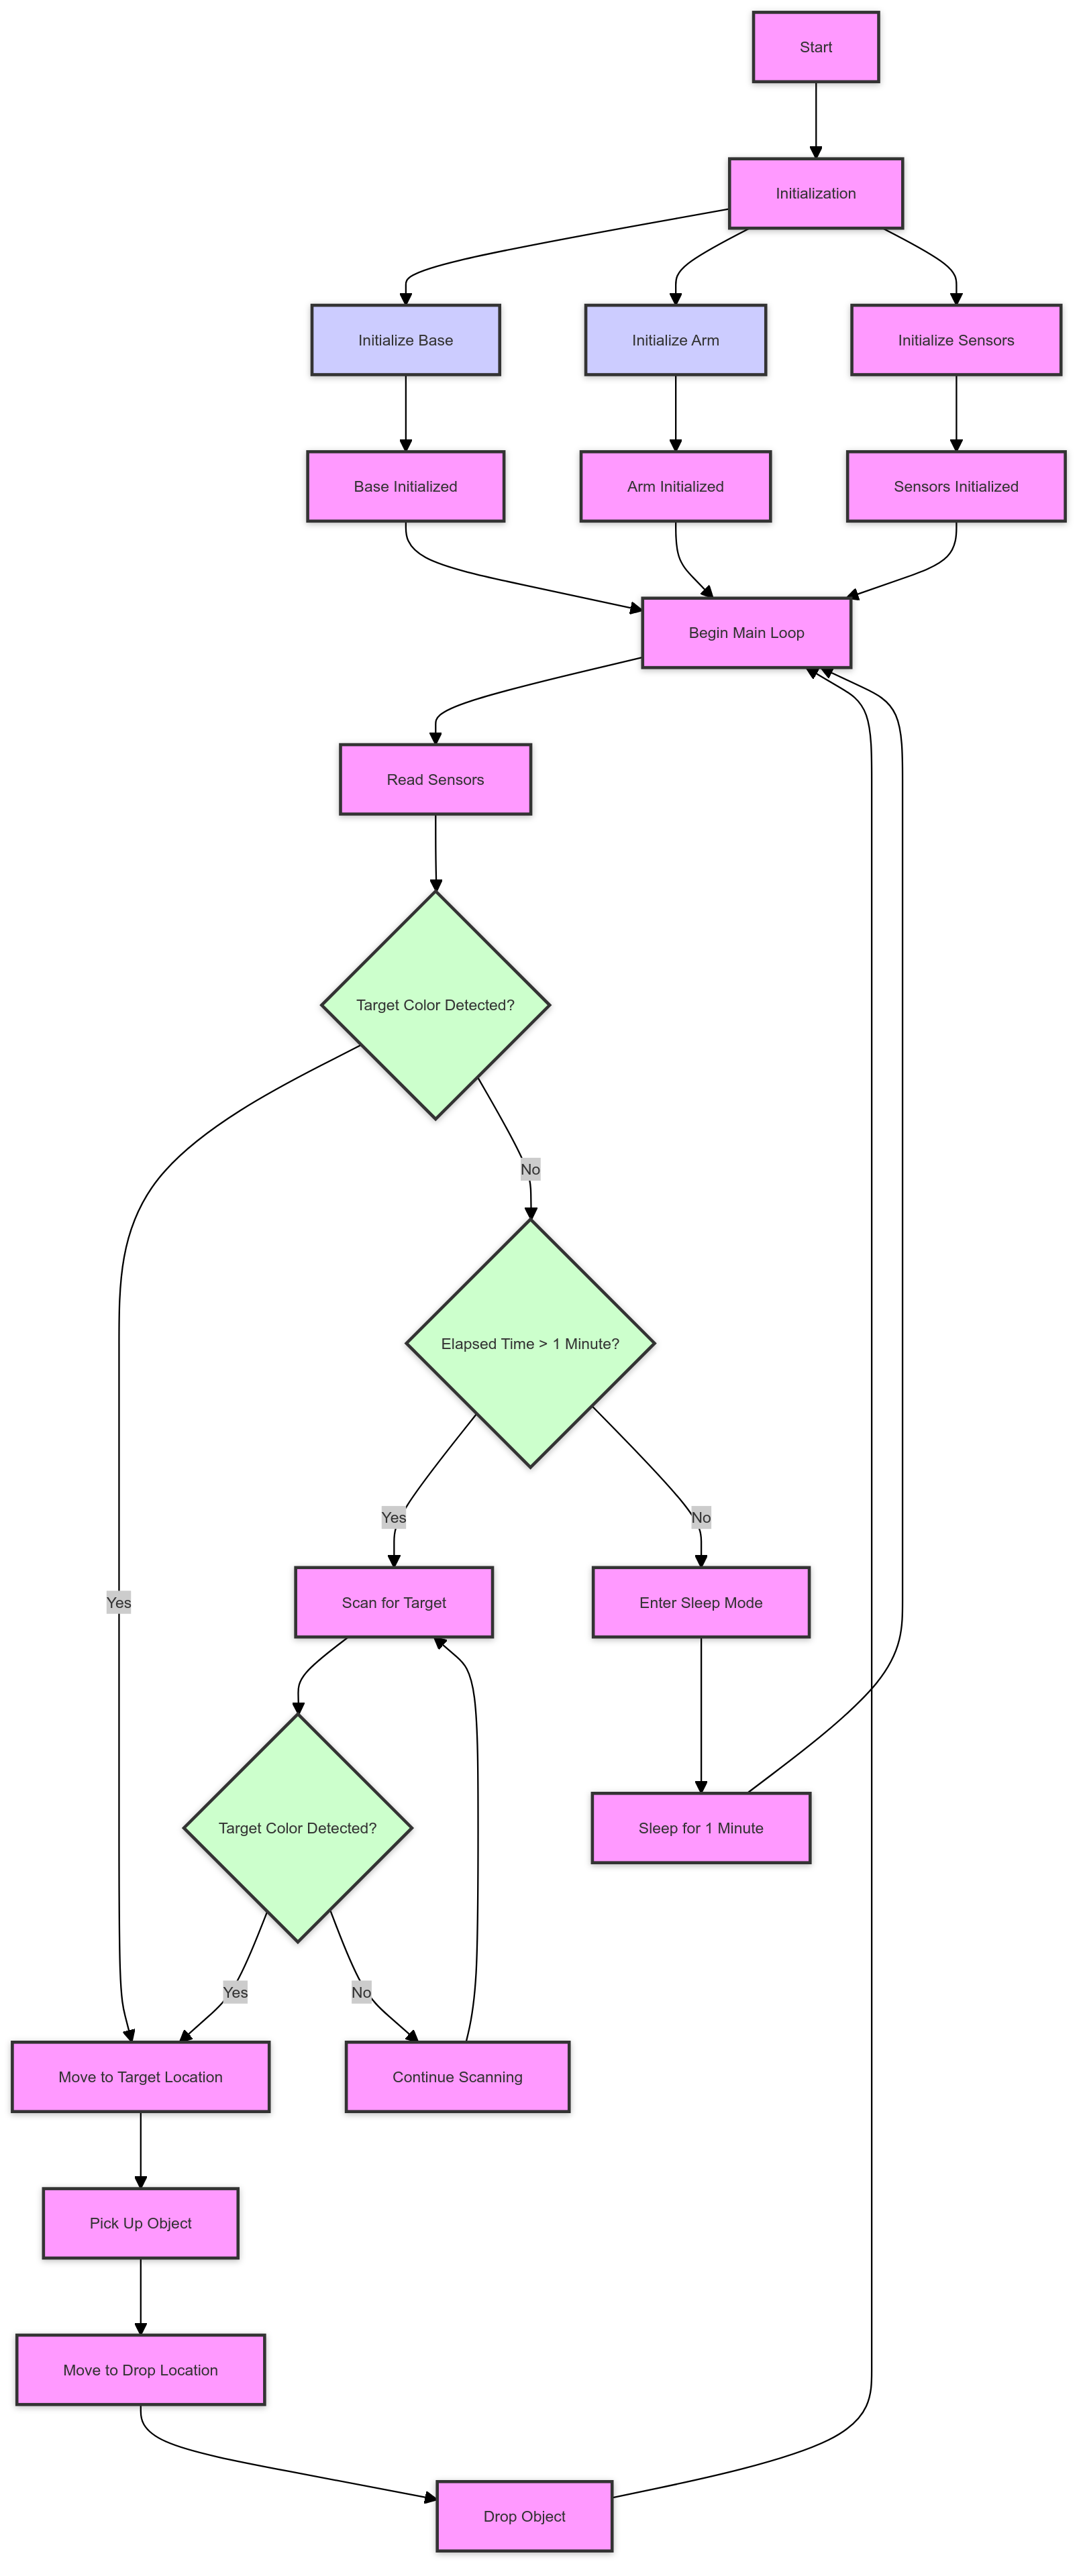 Start
Initialization
Initialize Base
Initialize Arm
Initialize Sensors
Base Initialized
Arm Initialized
Sensors Initialized
Begin Main Loop
Read Sensors
Target Color Detected?
No
Elapsed Time > 1 Minute?
Yes
No
Yes
Scan for Target
Enter Sleep Mode
Target Color Detected?
Sleep for 1 Minute
Yes
No
Move to Target Location
Continue Scanning
Pick Up Object
Move to Drop Location
Drop Object